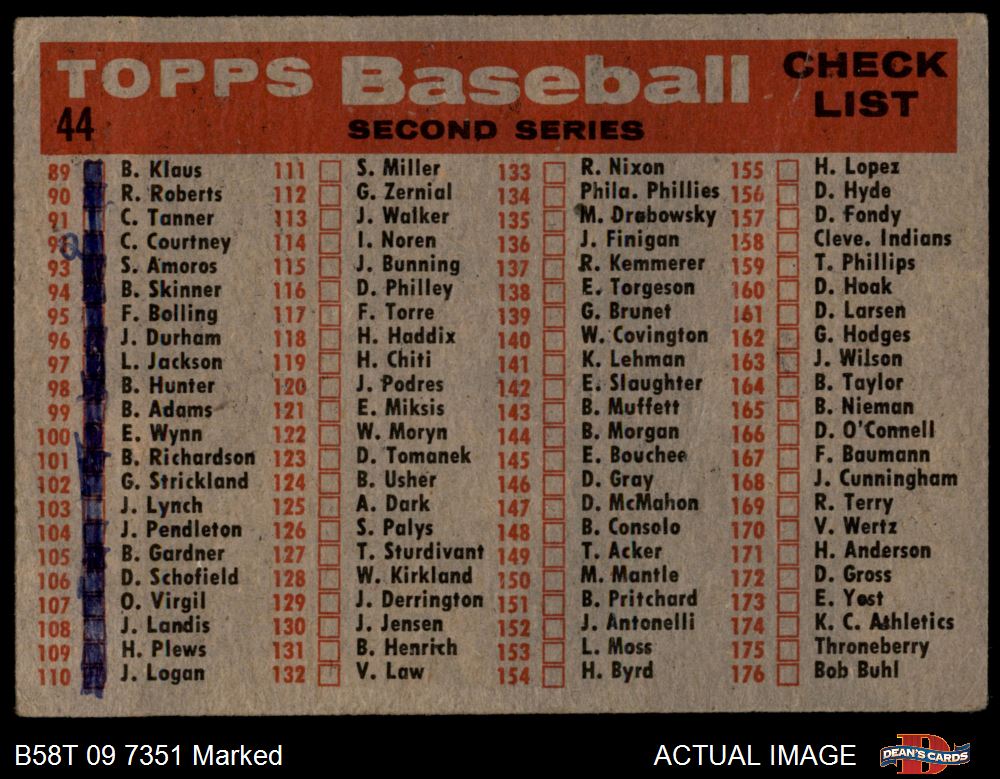 TOPPS Baseball CHECK LIST
44
SECOND SERIES
89 B. Klaus
90 R. Roberts
91 C. Tanner
92 C. Courtney
93 S. Amoros
94 B. Skinner
95 F. Bolling
96 J. Durham
97 L. Jackson
98 B. Hunter
99 B. Adams
100 E. Wynn
101 B. Richardson
102 G. Strickland
103 J. Lynch
104 J. Pendleton
105 B. Gardner
106 D. Schofield
107 O. Virgil
108 J. Landis
109 H. Plews
110 J. Logan
111 S. Miller
112 G. Zernial
113 J. Walker
114 I. Noren
115 J. Bunning
116 D. Philley
117 F. Torre
118 H. Haddix
119 H. Chiti
120 J. Podres
121 E. Miksis
122 W. Moryn
123 D. Tomanek
124 B. Usher
125 A. Dark
126 S. Palys
127 T. Sturdivant
128 W. Kirkland
129 J. Derrington
130 J. Jensen
131 B. Henrich
132 V. Law
133 R. Nixon
134 Phila. Phillies
135 M. Drabowsky
136 J. Finigan
137 R. Kemmerer
138 E. Torgeson
139 G. Brunet
140 W. Covington
141 K. Lehman
142 E. Slaughter
143 B. Muffett
144 B. Morgan
145 E. Bouchee
146 D. Gray
147 D. McMahon
148 B. Consolo
149 T. Acker
150 M. Mantle
151 B. Pritchard
152 J. Antonelli
153 L. Moss
154 H. Byrd
155 H. Lopez
156 D. Hyde
157 D. Fondy
158 Cleve. Indians
159 T. Phillips
160 D. Hoak
161 D. Larsen
162 G. Hodges
163 J. Wilson
164 B. Taylor
165 B. Nieman
166 D. O'Connell
167 F. Baumann
168 J. Cunningham
169 R. Terry
170 V. Wertz
171 H. Anderson
172 D. Gross
173 E. Yost
174 K. C. Athletics
175 Throneberry
176 Bob Buhl
B58T 09 7351 Marked
ACTUAL IMAGE
DEAN'S CARDS